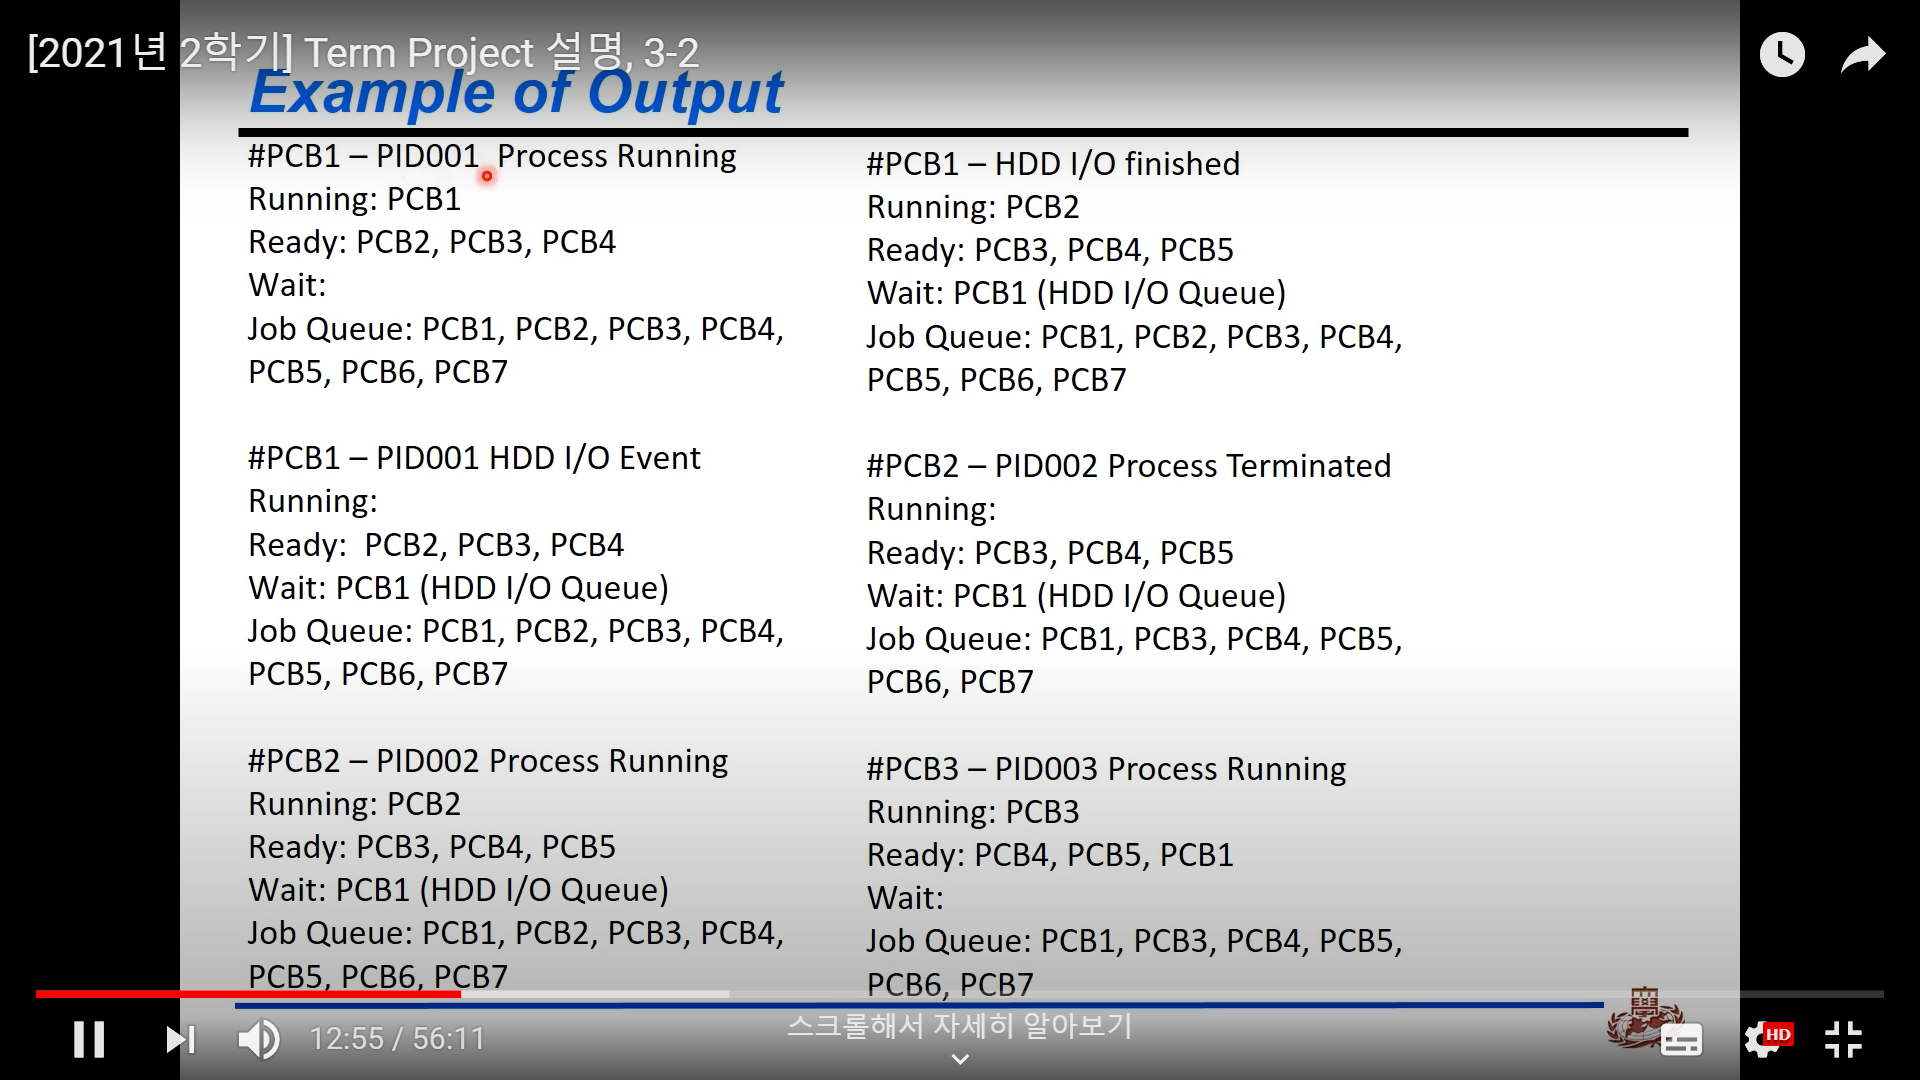 [2021년 2학기] Term Project 설명, 3-2
Example of Output
#PCB1 – PID001  Process Running
Running: PCB1
Ready: PCB2, PCB3, PCB4
Wait:
Job Queue: PCB1, PCB2, PCB3, PCB4,
PCB5, PCB6, PCB7
#PCB1 – PID001 HDD I/O Event
Running:
Ready:  PCB2, PCB3, PCB4
Wait: PCB1 (HDD I/O Queue)
Job Queue: PCB1, PCB2, PCB3, PCB4,
PCB5, PCB6, PCB7
#PCB2 – PID002 Process Running
Running: PCB2
Ready: PCB3, PCB4, PCB5
Wait: PCB1 (HDD I/O Queue)
Job Queue: PCB1, PCB2, PCB3, PCB4,
PCB5, PCB6, PCB7
#PCB1 – HDD I/O finished
Running: PCB2
Ready: PCB3, PCB4, PCB5
Wait: PCB1 (HDD I/O Queue)
Job Queue: PCB1, PCB2, PCB3, PCB4,
PCB5, PCB6, PCB7
#PCB2 – PID002 Process Terminated
Running:
Ready: PCB3, PCB4, PCB5
Wait: PCB1 (HDD I/O Queue)
Job Queue: PCB1, PCB3, PCB4, PCB5,
PCB6, PCB7
#PCB3 – PID003 Process Running
Running: PCB3
Ready: PCB4, PCB5, PCB1
Wait:
Job Queue: PCB1, PCB3, PCB4, PCB5,
PCB6, PCB7
12:55 / 56:11
스크롤해서 자세히 알아보기
HD